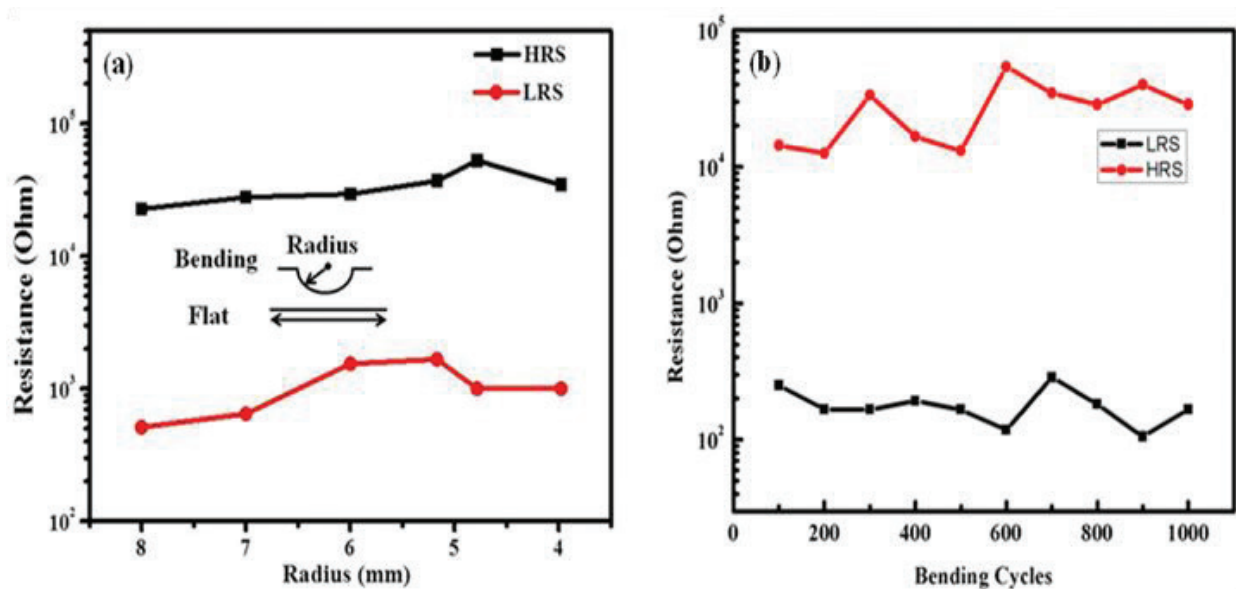 (a)
HRS
LRS
10^5
10^4
10^3
10^2
Resistance (Ohm)
Bending
Radius
Flat
8 7 6 5 4
Radius (mm)
(b)
10^5
10^4
10^3
10^2
Resistance (Ohm)
LRS
HRS
0 200 400 600 800 1000
Bending Cycles